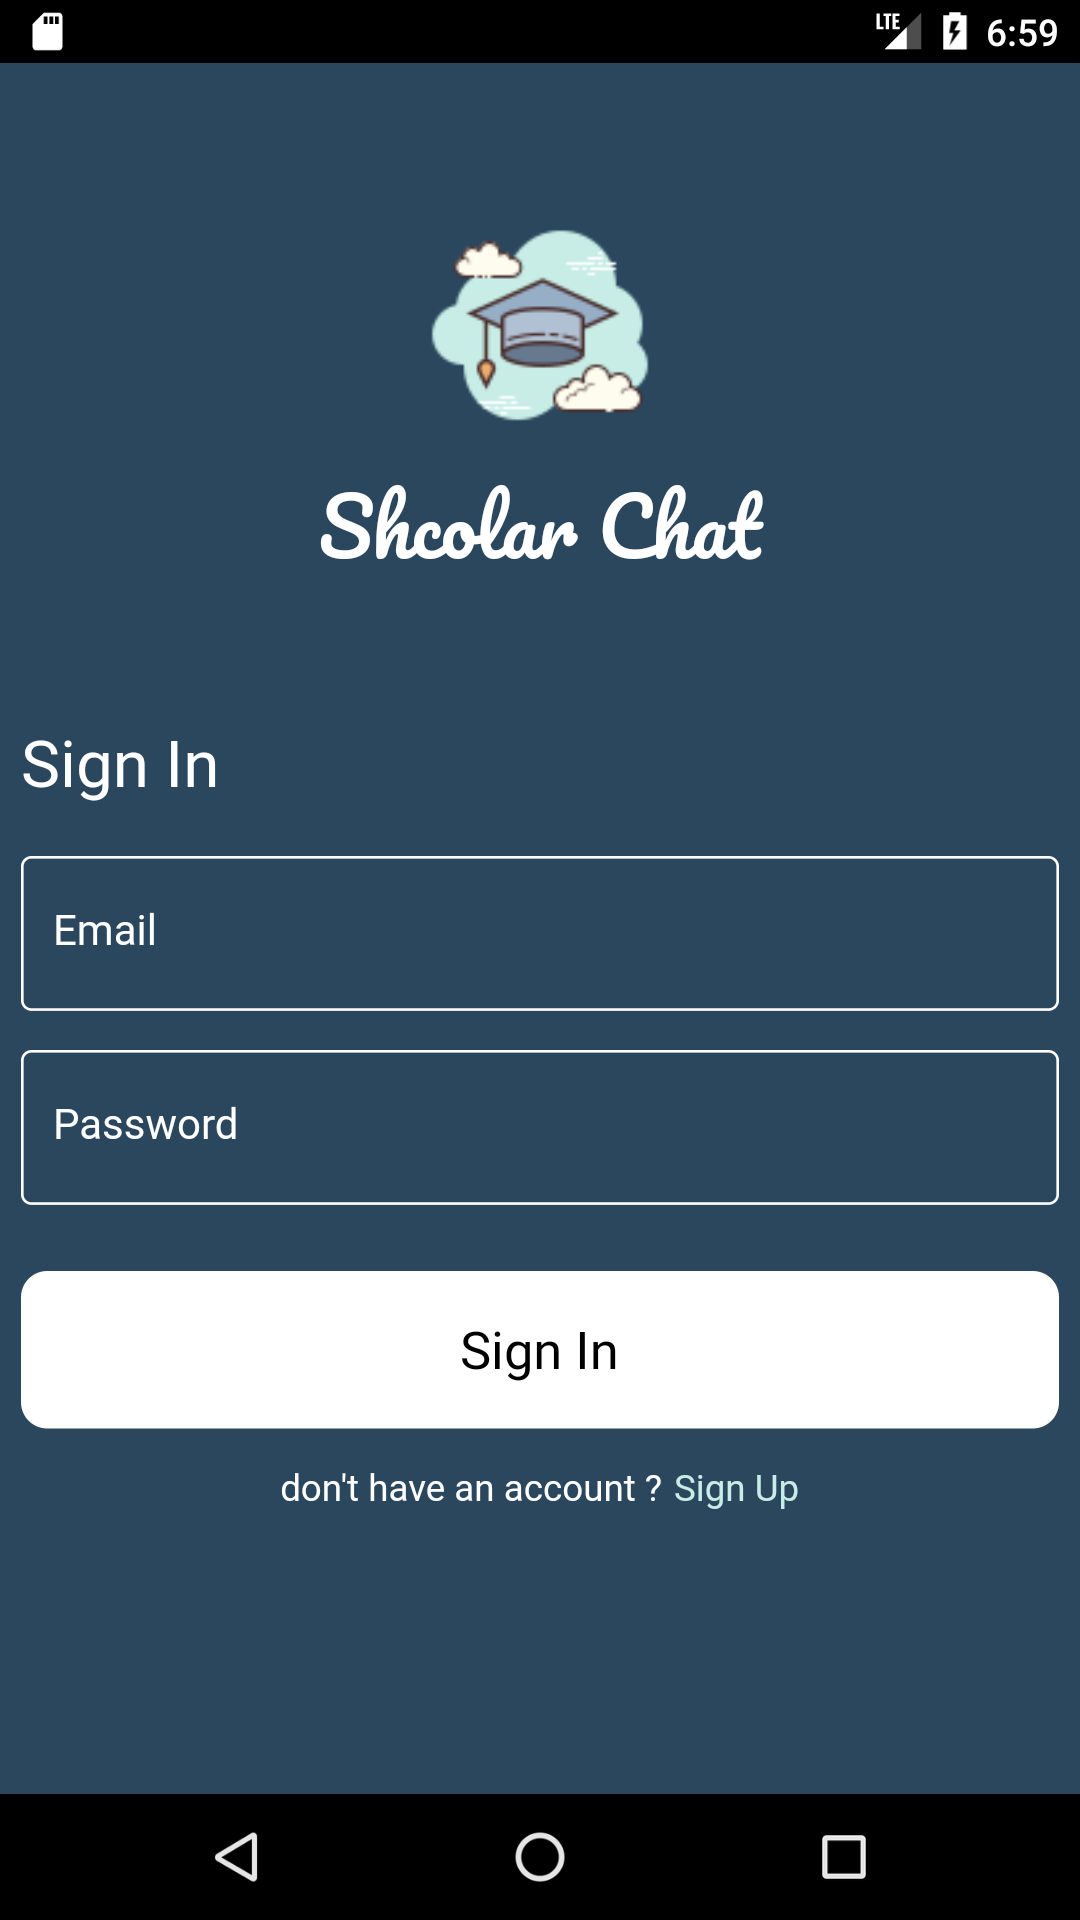 LTE 6:59
Shcolar Chat
Sign In
Email
Password
Sign In
don't have an account ? Sign Up